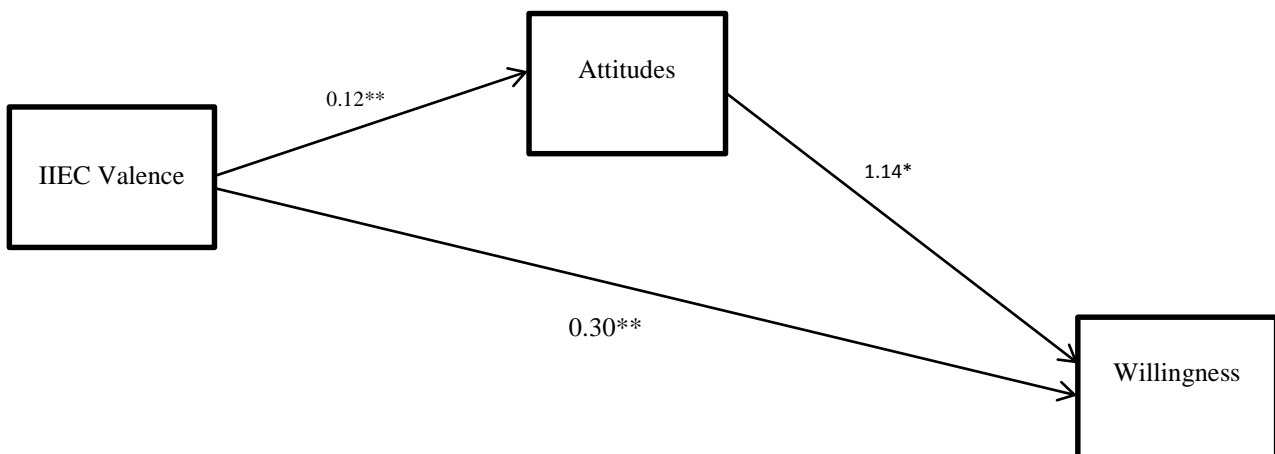 Attitudes
0.12**
IIEC Valence
1.14*
0.30**
Willingness